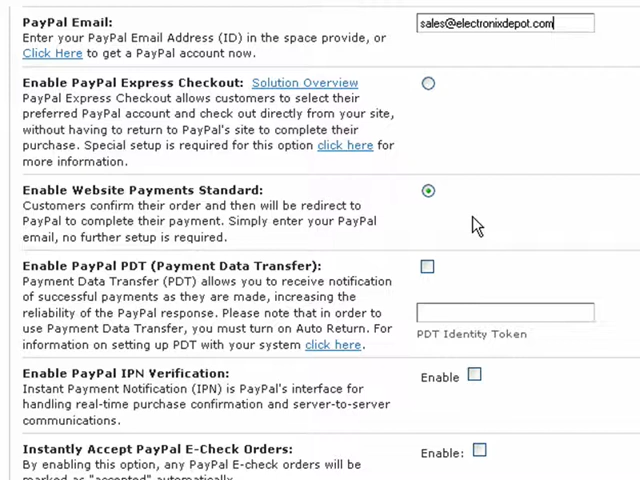 PayPal Email:
sales@electronixdepot.com
Enter your PayPal Email Address (ID) in the space provide, or
Click Here to get a PayPal account now.
Enable PayPal Express Checkout: Solution Overview
PayPal Express Checkout allows customers to select their
preferred PayPal account and check out directly from your site,
without having to return to PayPal's site to complete their
purchase. Special setup is required for this option click here for
more information.
Enable Website Payments Standard:
Customers confirm their order and then will be redirect to
PayPal to complete their payment. Simply enter your PayPal
email, no further setup is required.
Enable PayPal PDT (Payment Data Transfer):
Payment Data Transfer (PDT) allows you to receive notification
of successful payments as they are made, increasing the
reliability of the PayPal response. Please note that in order to
use Payment Data Transfer, you must turn on Auto Return. For
information on setting up PDT with your system click here.
PDT Identity Token
Enable PayPal IPN Verification:
Enable
Instant Payment Notification (IPN) is PayPal's interface for
handling real-time purchase confirmation and server-to-server
communications.
Instantly Accept PayPal E-Check Orders:
Enable:
By enabling this option, any PayPal E-check orders will be
marked as "accepted" automatically.